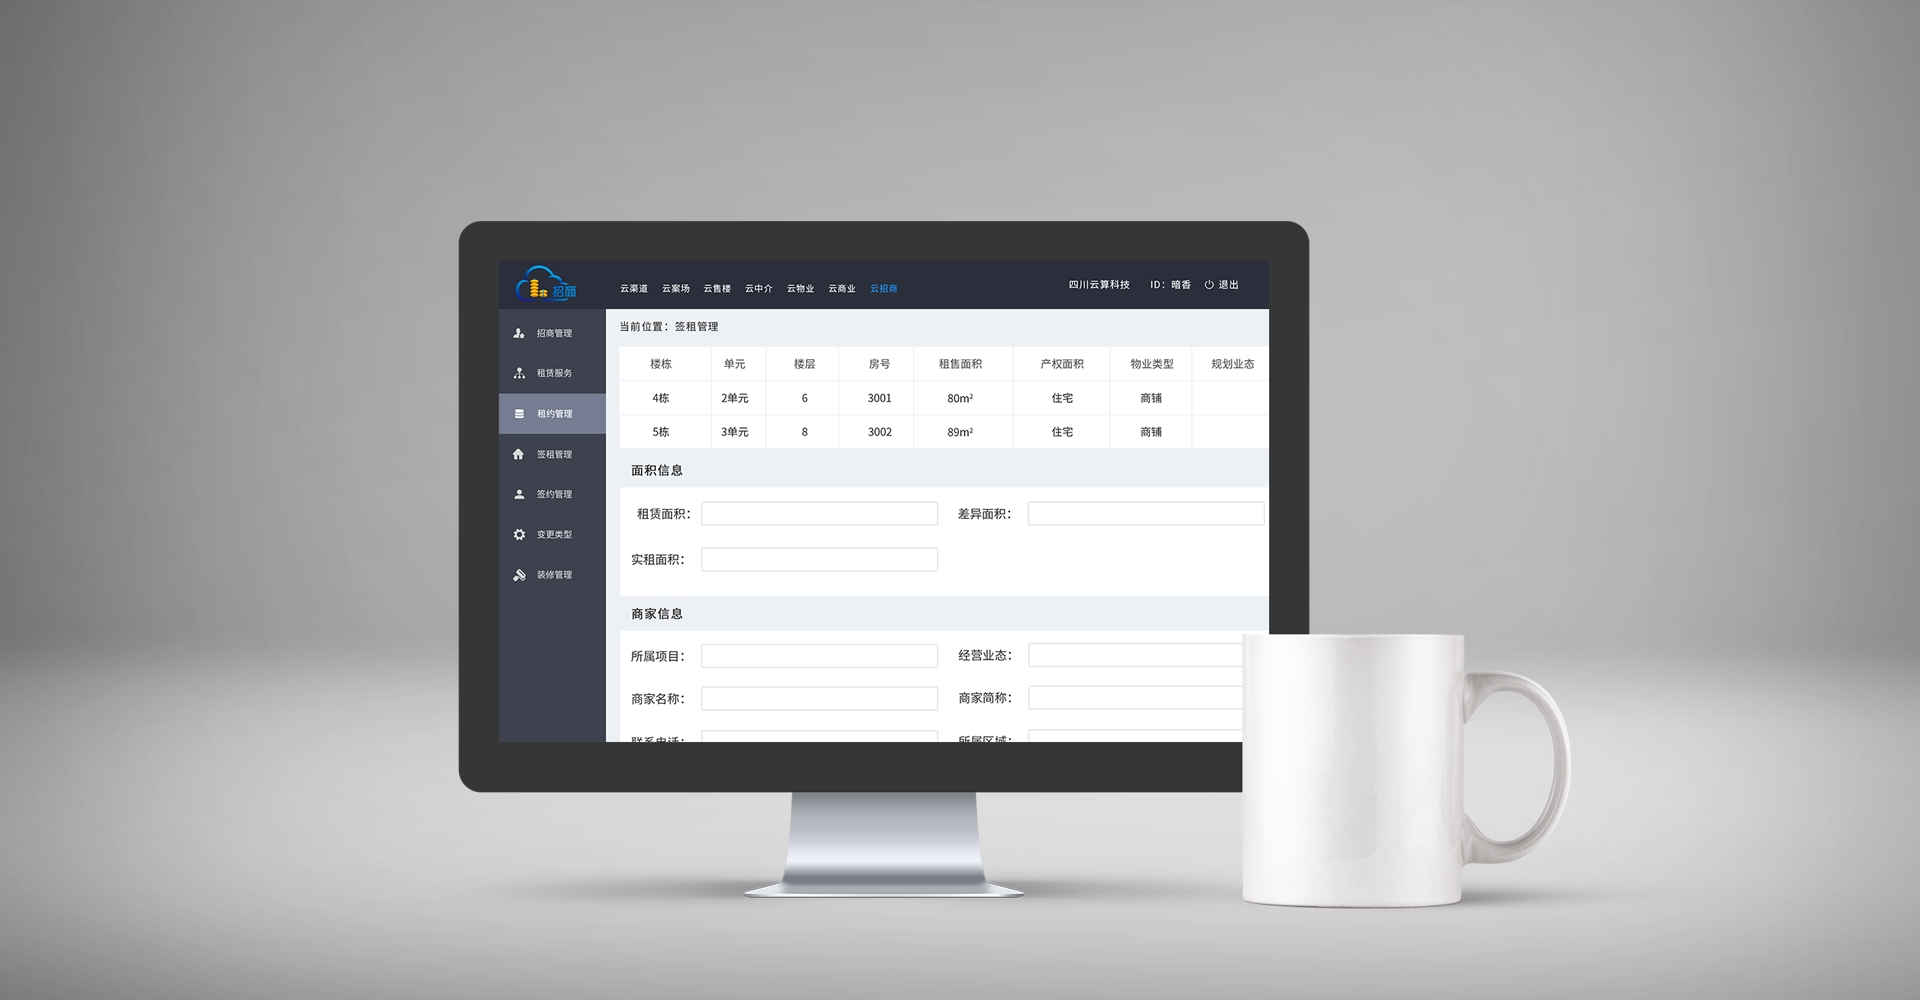 招商
云渠道 云案场 云售楼 云中介 云物业 云商业 云招商
四川云算科技 ID：暗香 退出
招商管理
租赁服务
租约管理
签租管理
签约管理
变更类型
装修管理
当前位置：签租管理
楼栋 单元 楼层 房号 租售面积 产权面积 物业类型 规划业态
4栋 2单元 6 3001 80m² 住宅 商铺
5栋 3单元 8 3002 89m² 住宅 商铺
面积信息
租赁面积： 差异面积：
实租面积：
商家信息
所属项目： 经营业态：
商家名称： 商家简称：
联系电话： 所属区域：